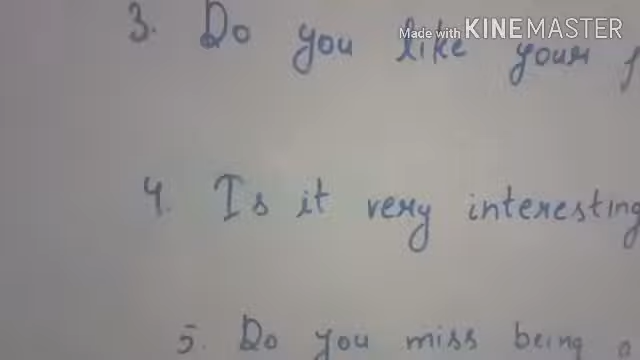 Made with KINEMASTER
3. Do you like your
4. Is it very interesting
5. Do you miss being